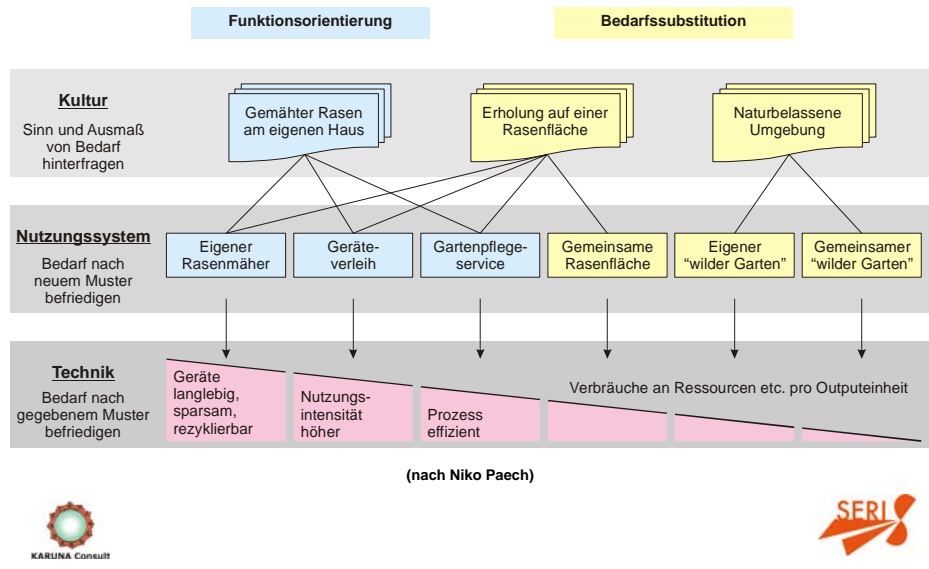 Funktionsorientierung
Bedarfssubstitution
Kultur
Sinn und Ausmaß
von Bedarf
hinterfragen
Gemähter Rasen
am eigenen Haus
Erholung auf einer
Rasenfläche
Naturbelassene
Umgebung
Nutzungssystem
Bedarf nach
neuem Muster
befriedigen
Eigener
Rasenmäher
Geräte-
verleih
Gartenpflege-
service
Gemeinsame
Rasenfläche
Eigener
“wilder Garten”
Gemeinsamer
“wilder Garten”
Technik
Bedarf nach
gegebenem Muster
befriedigen
Geräte
langlebig,
sparsam,
rezyklierbar
Nutzungs-
intensität
höher
Prozess
effizient
Verbräuche an Ressourcen etc. pro Outputeinheit
(nach Niko Paech)
KARUNA Consult
SERI